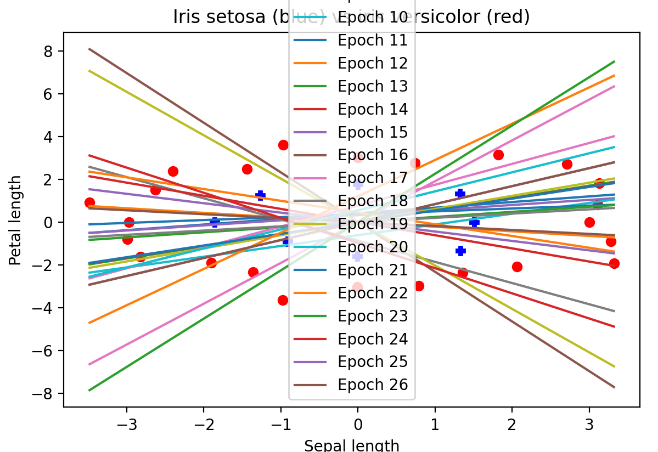 Iris setosa (blue) vs iris versicolor (red)
Epoch 10
Epoch 11
Epoch 12
Epoch 13
Epoch 14
Epoch 15
Epoch 16
Epoch 17
Epoch 18
Epoch 19
Epoch 20
Epoch 21
Epoch 22
Epoch 23
Epoch 24
Epoch 25
Epoch 26
8
6
4
2
0
−2
−4
−6
−8
Petal length
−3 −2 −1 0 1 2 3
Sepal length